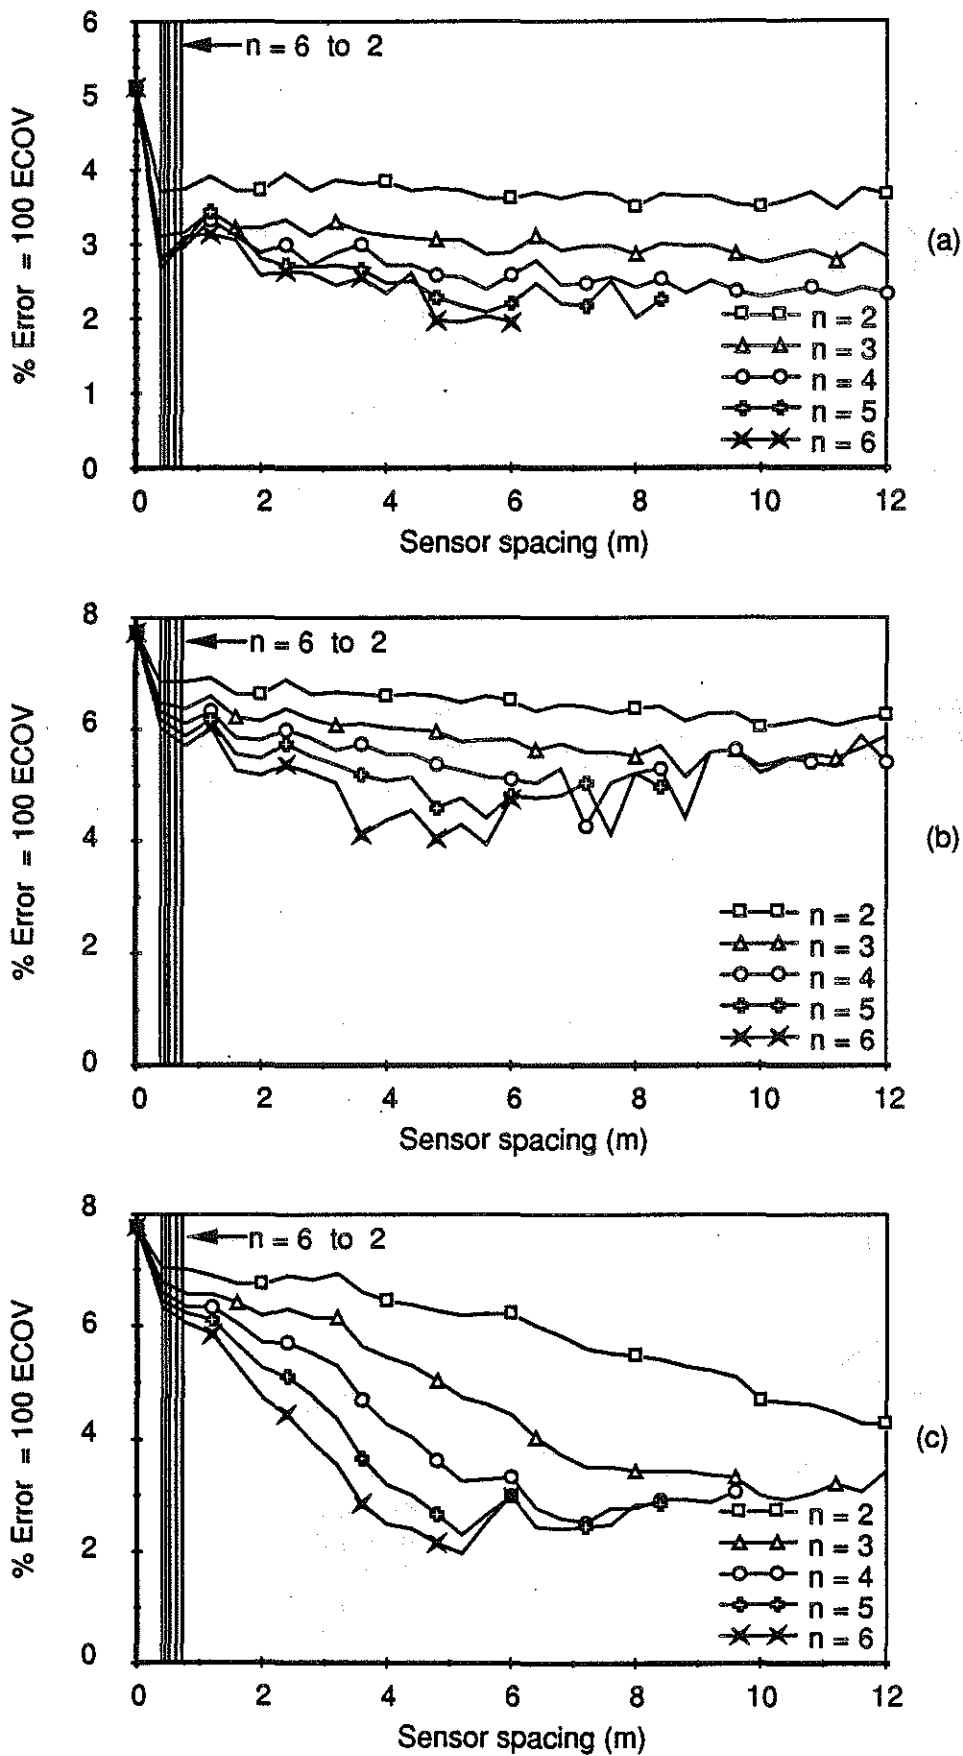 % Error = 100 ECOV
6
5
4
3
2
1
0
n = 6 to 2
n = 2
n = 3
n = 4
n = 5
n = 6
0 2 4 6 8 10 12
Sensor spacing (m)
(a)
% Error = 100 ECOV
8
6
4
2
0
n = 6 to 2
n = 2
n = 3
n = 4
n = 5
n = 6
0 2 4 6 8 10 12
Sensor spacing (m)
(b)
% Error = 100 ECOV
8
6
4
2
0
n = 6 to 2
n = 2
n = 3
n = 4
n = 5
n = 6
0 2 4 6 8 10 12
Sensor spacing (m)
(c)